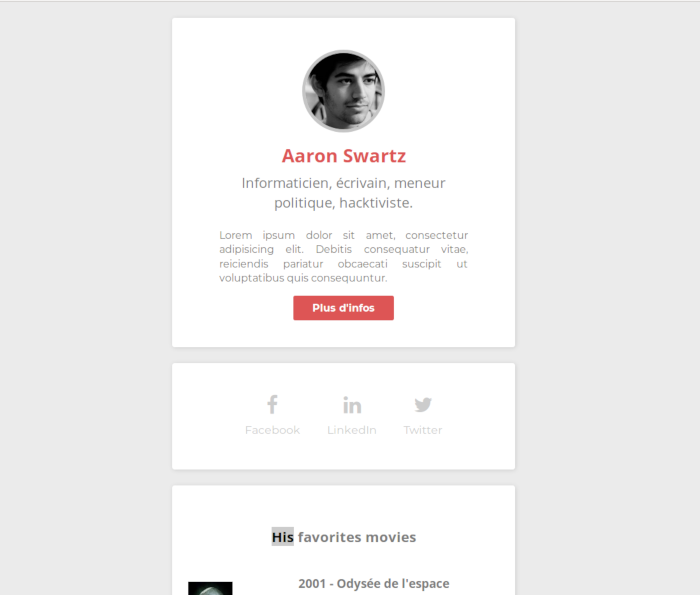 Aaron Swartz
Informaticien, écrivain, meneur
politique, hacktiviste.
Lorem ipsum dolor sit amet, consectetur
adipisicing elit. Debitis consequatur vitae,
reiciendis pariatur obcaecati suscipit ut
voluptatibus quis consequuntur.
Plus d'infos
Facebook LinkedIn Twitter
His favorites movies
2001 - Odysée de l'espace